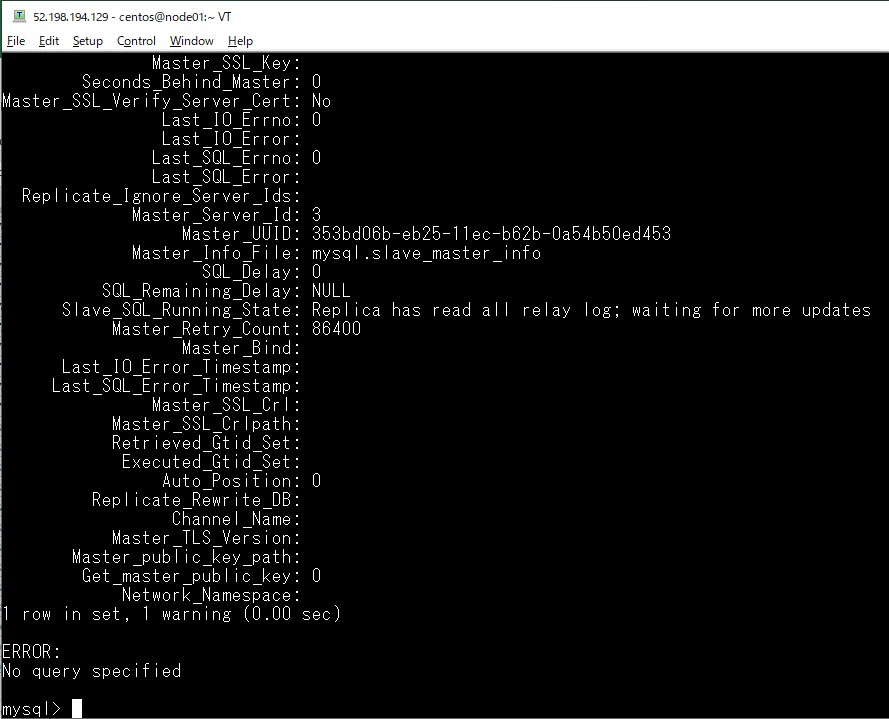 52.198.194.129 - centos@node01:~ VT
File Edit Setup Control Window Help
Master_SSL_Key:
Seconds_Behind_Master: 0
Master_SSL_Verify_Server_Cert: No
Last_IO_Errno: 0
Last_IO_Error:
Last_SQL_Errno: 0
Last_SQL_Error:
Replicate_Ignore_Server_Ids:
Master_Server_Id: 3
Master_UUID: 353bd06b-eb25-11ec-b62b-0a54b50ed453
Master_Info_File: mysql.slave_master_info
SQL_Delay: 0
SQL_Remaining_Delay: NULL
Slave_SQL_Running_State: Replica has read all relay log; waiting for more updates
Master_Retry_Count: 86400
Master_Bind:
Last_IO_Error_Timestamp:
Last_SQL_Error_Timestamp:
Master_SSL_Crl:
Master_SSL_Crlpath:
Retrieved_Gtid_Set:
Executed_Gtid_Set:
Auto_Position: 0
Replicate_Rewrite_DB:
Channel_Name:
Master_TLS_Version:
Master_public_key_path:
Get_master_public_key: 0
Network_Namespace:
1 row in set, 1 warning (0.00 sec)
ERROR:
No query specified
mysql>